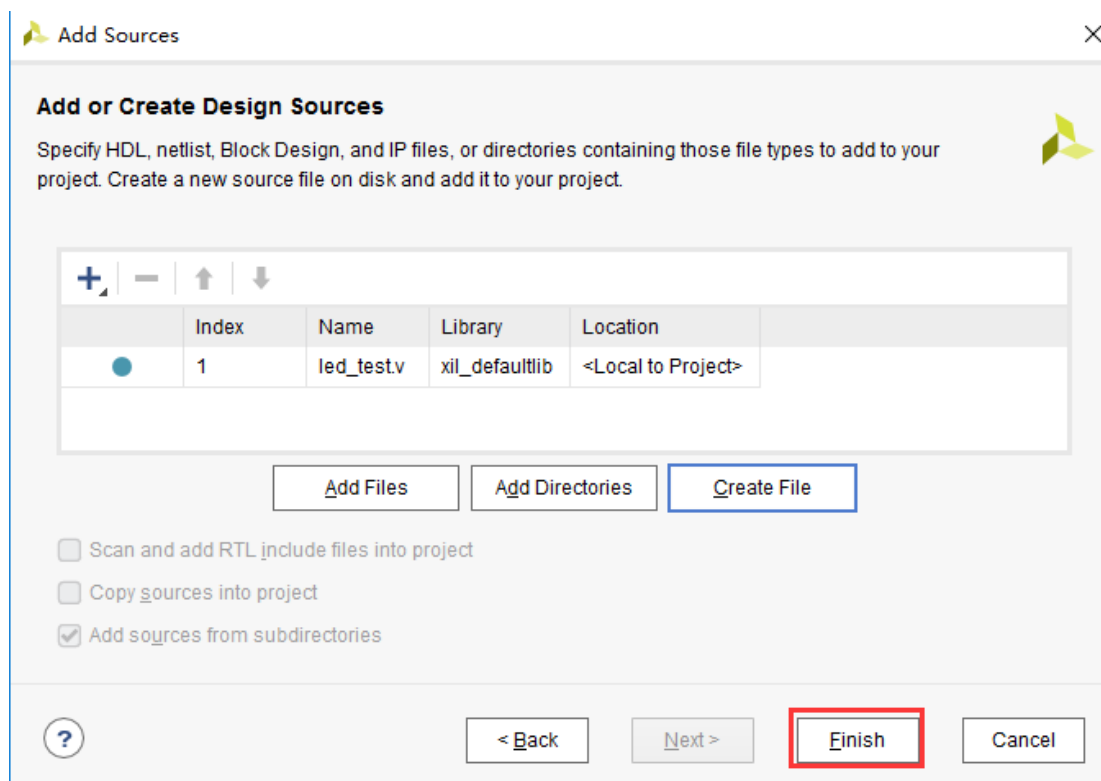 Add Sources
Add or Create Design Sources
Specify HDL, netlist, Block Design, and IP files, or directories containing those file types to add to your
project. Create a new source file on disk and add it to your project.
Index Name Library Location
1 led_test.v xil_defaultlib <Local to Project>
Add Files Add Directories Create File
Scan and add RTL include files into project
Copy sources into project
Add sources from subdirectories
? < Back Next > Finish Cancel